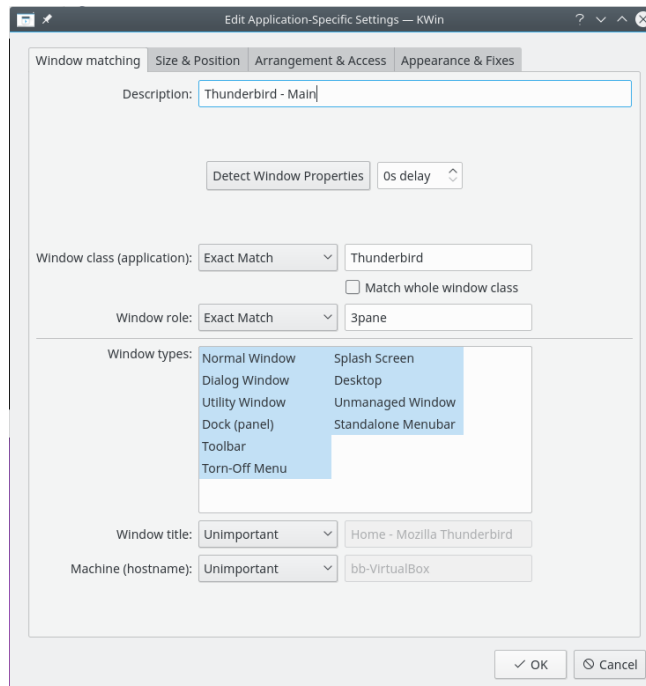 Edit Application-Specific Settings — KWin
Window matching Size & Position Arrangement & Access Appearance & Fixes
Description: Thunderbird - Main
Detect Window Properties 0s delay
Window class (application): Exact Match Thunderbird
Match whole window class
Window role: Exact Match 3pane
Window types: Normal Window Splash Screen
Dialog Window Desktop
Utility Window Unmanaged Window
Dock (panel) Standalone Menubar
Toolbar
Torn-Off Menu
Window title: Unimportant Home - Mozilla Thunderbird
Machine (hostname): Unimportant bb-VirtualBox
OK Cancel